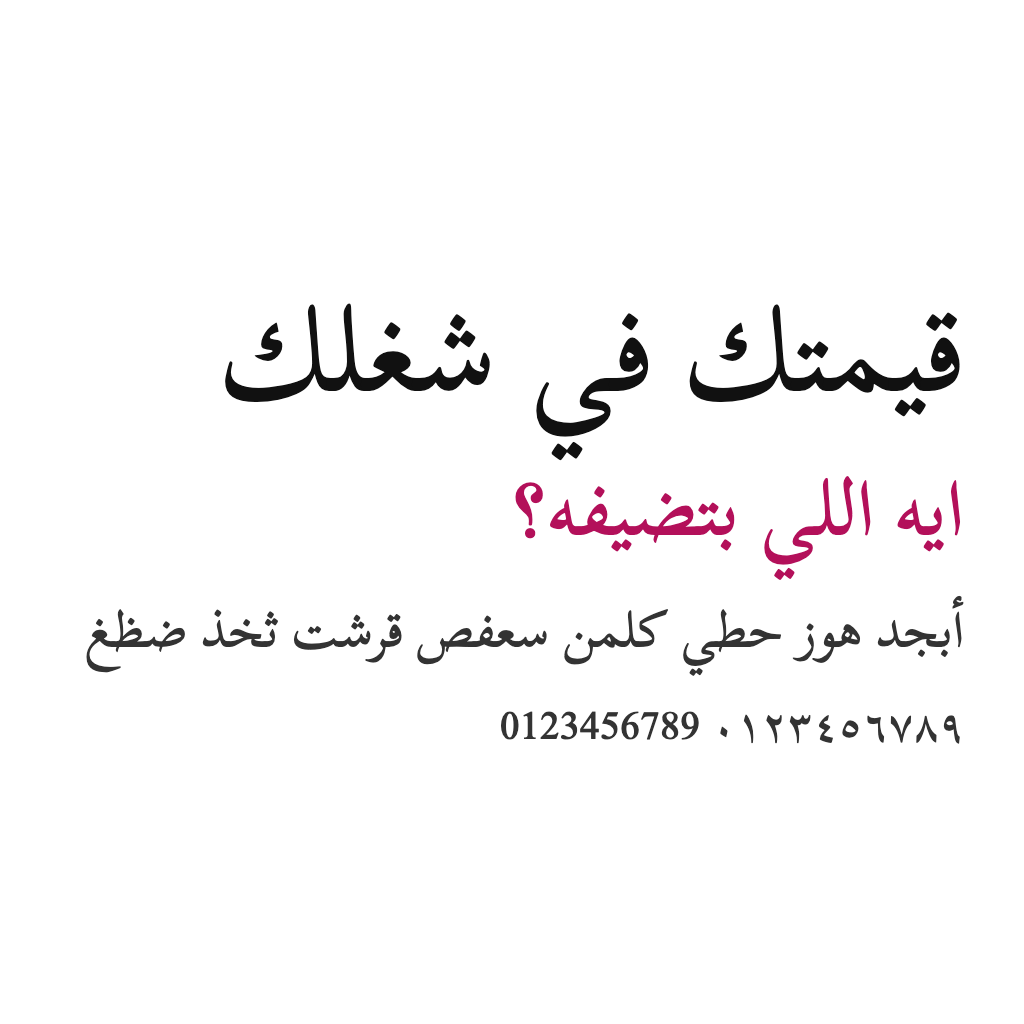 قيمتك في شغلك
ايه اللي بتضيفه؟
أبجد هوز حطي كلمن سعفص قرشت ثخذ ضظغ
٠١٢٣٤٥٦٧٨٩ 0123456789